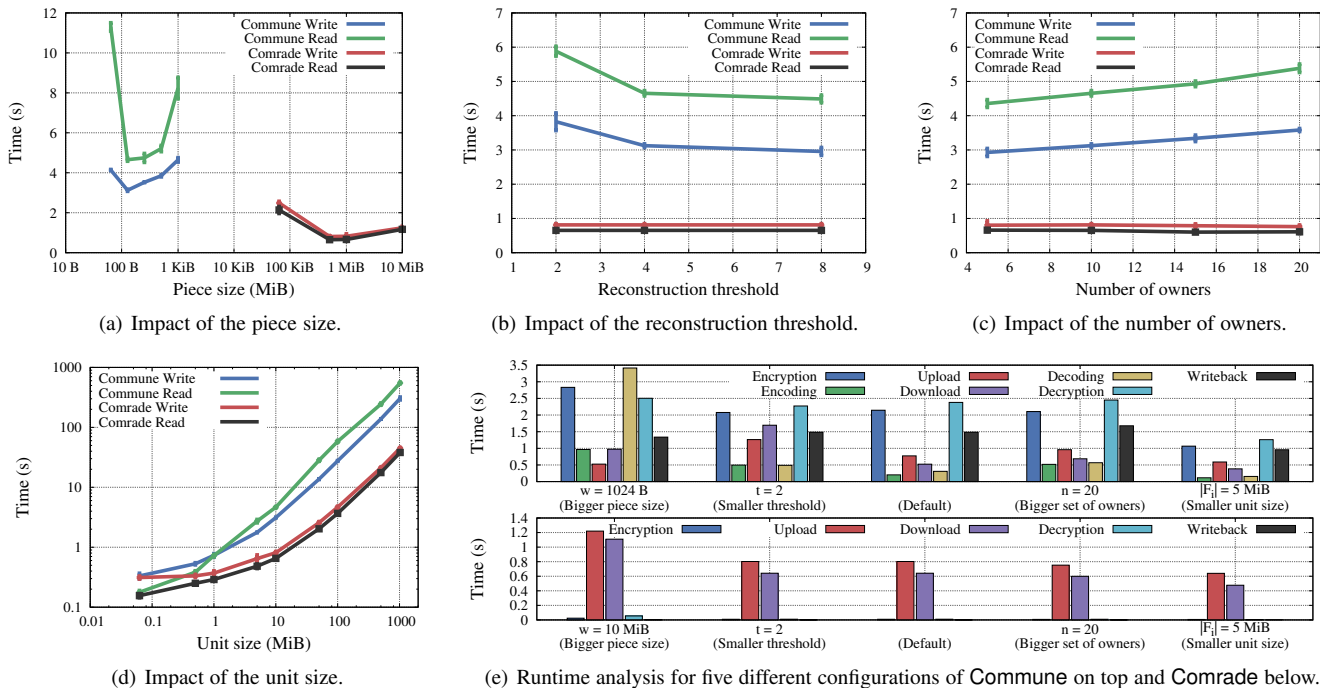 12
10
8
6
4
2
0
Time (s)
Commune Write
Commune Read
Comrade Write
Comrade Read
10 B 100 B 1 KiB 10 KiB 100 KiB 1 MiB 10 MiB
Piece size (MiB)
(a) Impact of the piece size.
7
6
5
4
3
2
1
0
Time (s)
Commune Write
Commune Read
Comrade Write
Comrade Read
1 2 3 4 5 6 7 8 9
Reconstruction threshold
(b) Impact of the reconstruction threshold.
7
6
5
4
3
2
1
0
Time (s)
Commune Write
Commune Read
Comrade Write
Comrade Read
4 6 8 10 12 14 16 18 20
Number of owners
(c) Impact of the number of owners.
1000
100
10
1
0.1
Time (s)
Commune Write
Commune Read
Comrade Write
Comrade Read
0.01 0.1 1 10 100 1000
Unit size (MiB)
(d) Impact of the unit size.
3.5
3
2.5
2
1.5
1
0.5
0
Time (s)
Encryption Upload Decoding Writeback
Encoding Download Decryption
w = 1024 B t = 2 n = 20 |F_i| = 5 MiB
(Bigger piece size) (Smaller threshold) (Default) (Bigger set of owners) (Smaller unit size)
1.4
1.2
1
0.8
0.6
0.4
0.2
0
Time (s)
Encryption Upload Download Decryption Writeback
w = 10 MiB t = 2 n = 20 |F_i| = 5 MiB
(Bigger piece size) (Smaller threshold) (Default) (Bigger set of owners) (Smaller unit size)
(e) Runtime analysis for five different configurations of Commune on top and Comrade below.